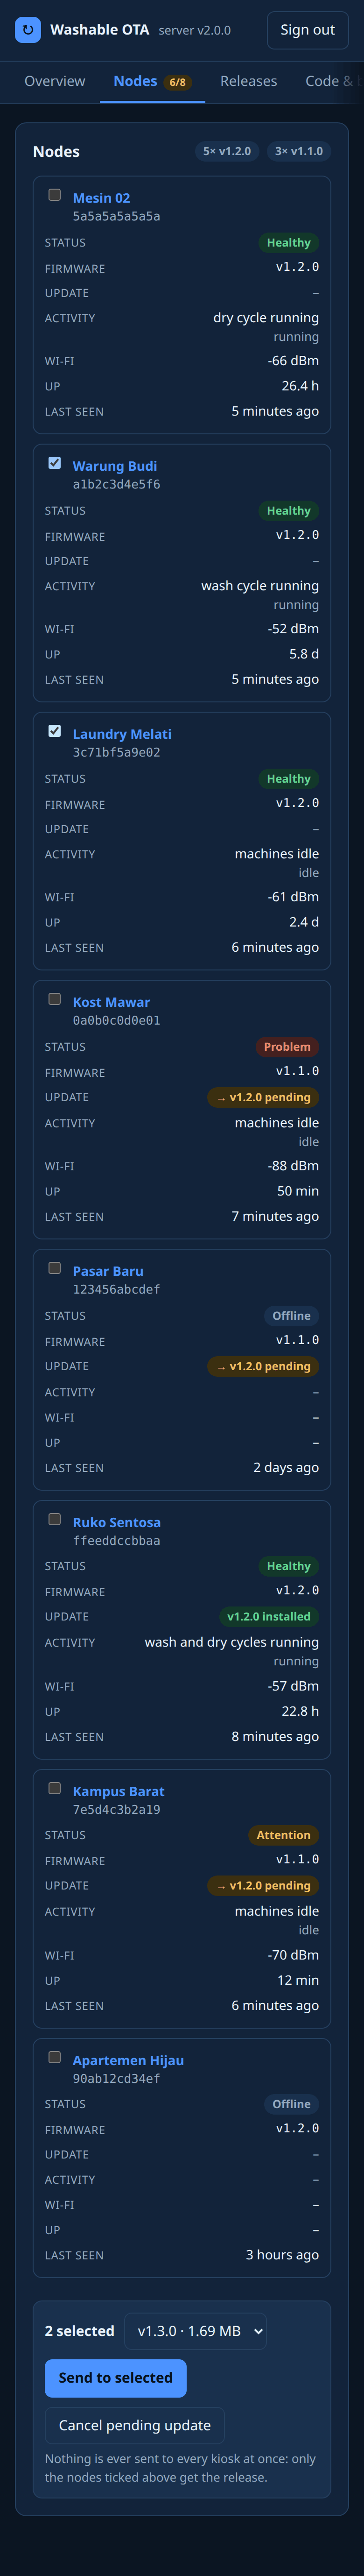 Washable OTA server v2.0.0 Sign out
Overview Nodes 6/8 Releases Code &
Nodes 5× v1.2.0 3× v1.1.0
Mesin 02
5a5a5a5a5a5a
STATUS Healthy
FIRMWARE v1.2.0
UPDATE –
ACTIVITY dry cycle running
running
WI-FI -66 dBm
UP 26.4 h
LAST SEEN 5 minutes ago
Warung Budi
a1b2c3d4e5f6
STATUS Healthy
FIRMWARE v1.2.0
UPDATE –
ACTIVITY wash cycle running
running
WI-FI -52 dBm
UP 5.8 d
LAST SEEN 5 minutes ago
Laundry Melati
3c71bf5a9e02
STATUS Healthy
FIRMWARE v1.2.0
UPDATE –
ACTIVITY machines idle
idle
WI-FI -61 dBm
UP 2.4 d
LAST SEEN 6 minutes ago
Kost Mawar
0a0b0c0d0e01
STATUS Problem
FIRMWARE v1.1.0
UPDATE → v1.2.0 pending
ACTIVITY machines idle
idle
WI-FI -88 dBm
UP 50 min
LAST SEEN 7 minutes ago
Pasar Baru
123456abcdef
STATUS Offline
FIRMWARE v1.1.0
UPDATE → v1.2.0 pending
ACTIVITY –
WI-FI –
UP –
LAST SEEN 2 days ago
Ruko Sentosa
ffeeddccbbaa
STATUS Healthy
FIRMWARE v1.2.0
UPDATE v1.2.0 installed
ACTIVITY wash and dry cycles running
running
WI-FI -57 dBm
UP 22.8 h
LAST SEEN 8 minutes ago
Kampus Barat
7e5d4c3b2a19
STATUS Attention
FIRMWARE v1.1.0
UPDATE → v1.2.0 pending
ACTIVITY machines idle
idle
WI-FI -70 dBm
UP 12 min
LAST SEEN 6 minutes ago
Apartemen Hijau
90ab12cd34ef
STATUS Offline
FIRMWARE v1.2.0
UPDATE –
ACTIVITY –
WI-FI –
UP –
LAST SEEN 3 hours ago
2 selected v1.3.0 · 1.69 MB
Send to selected
Cancel pending update
Nothing is ever sent to every kiosk at once: only
the nodes ticked above get the release.